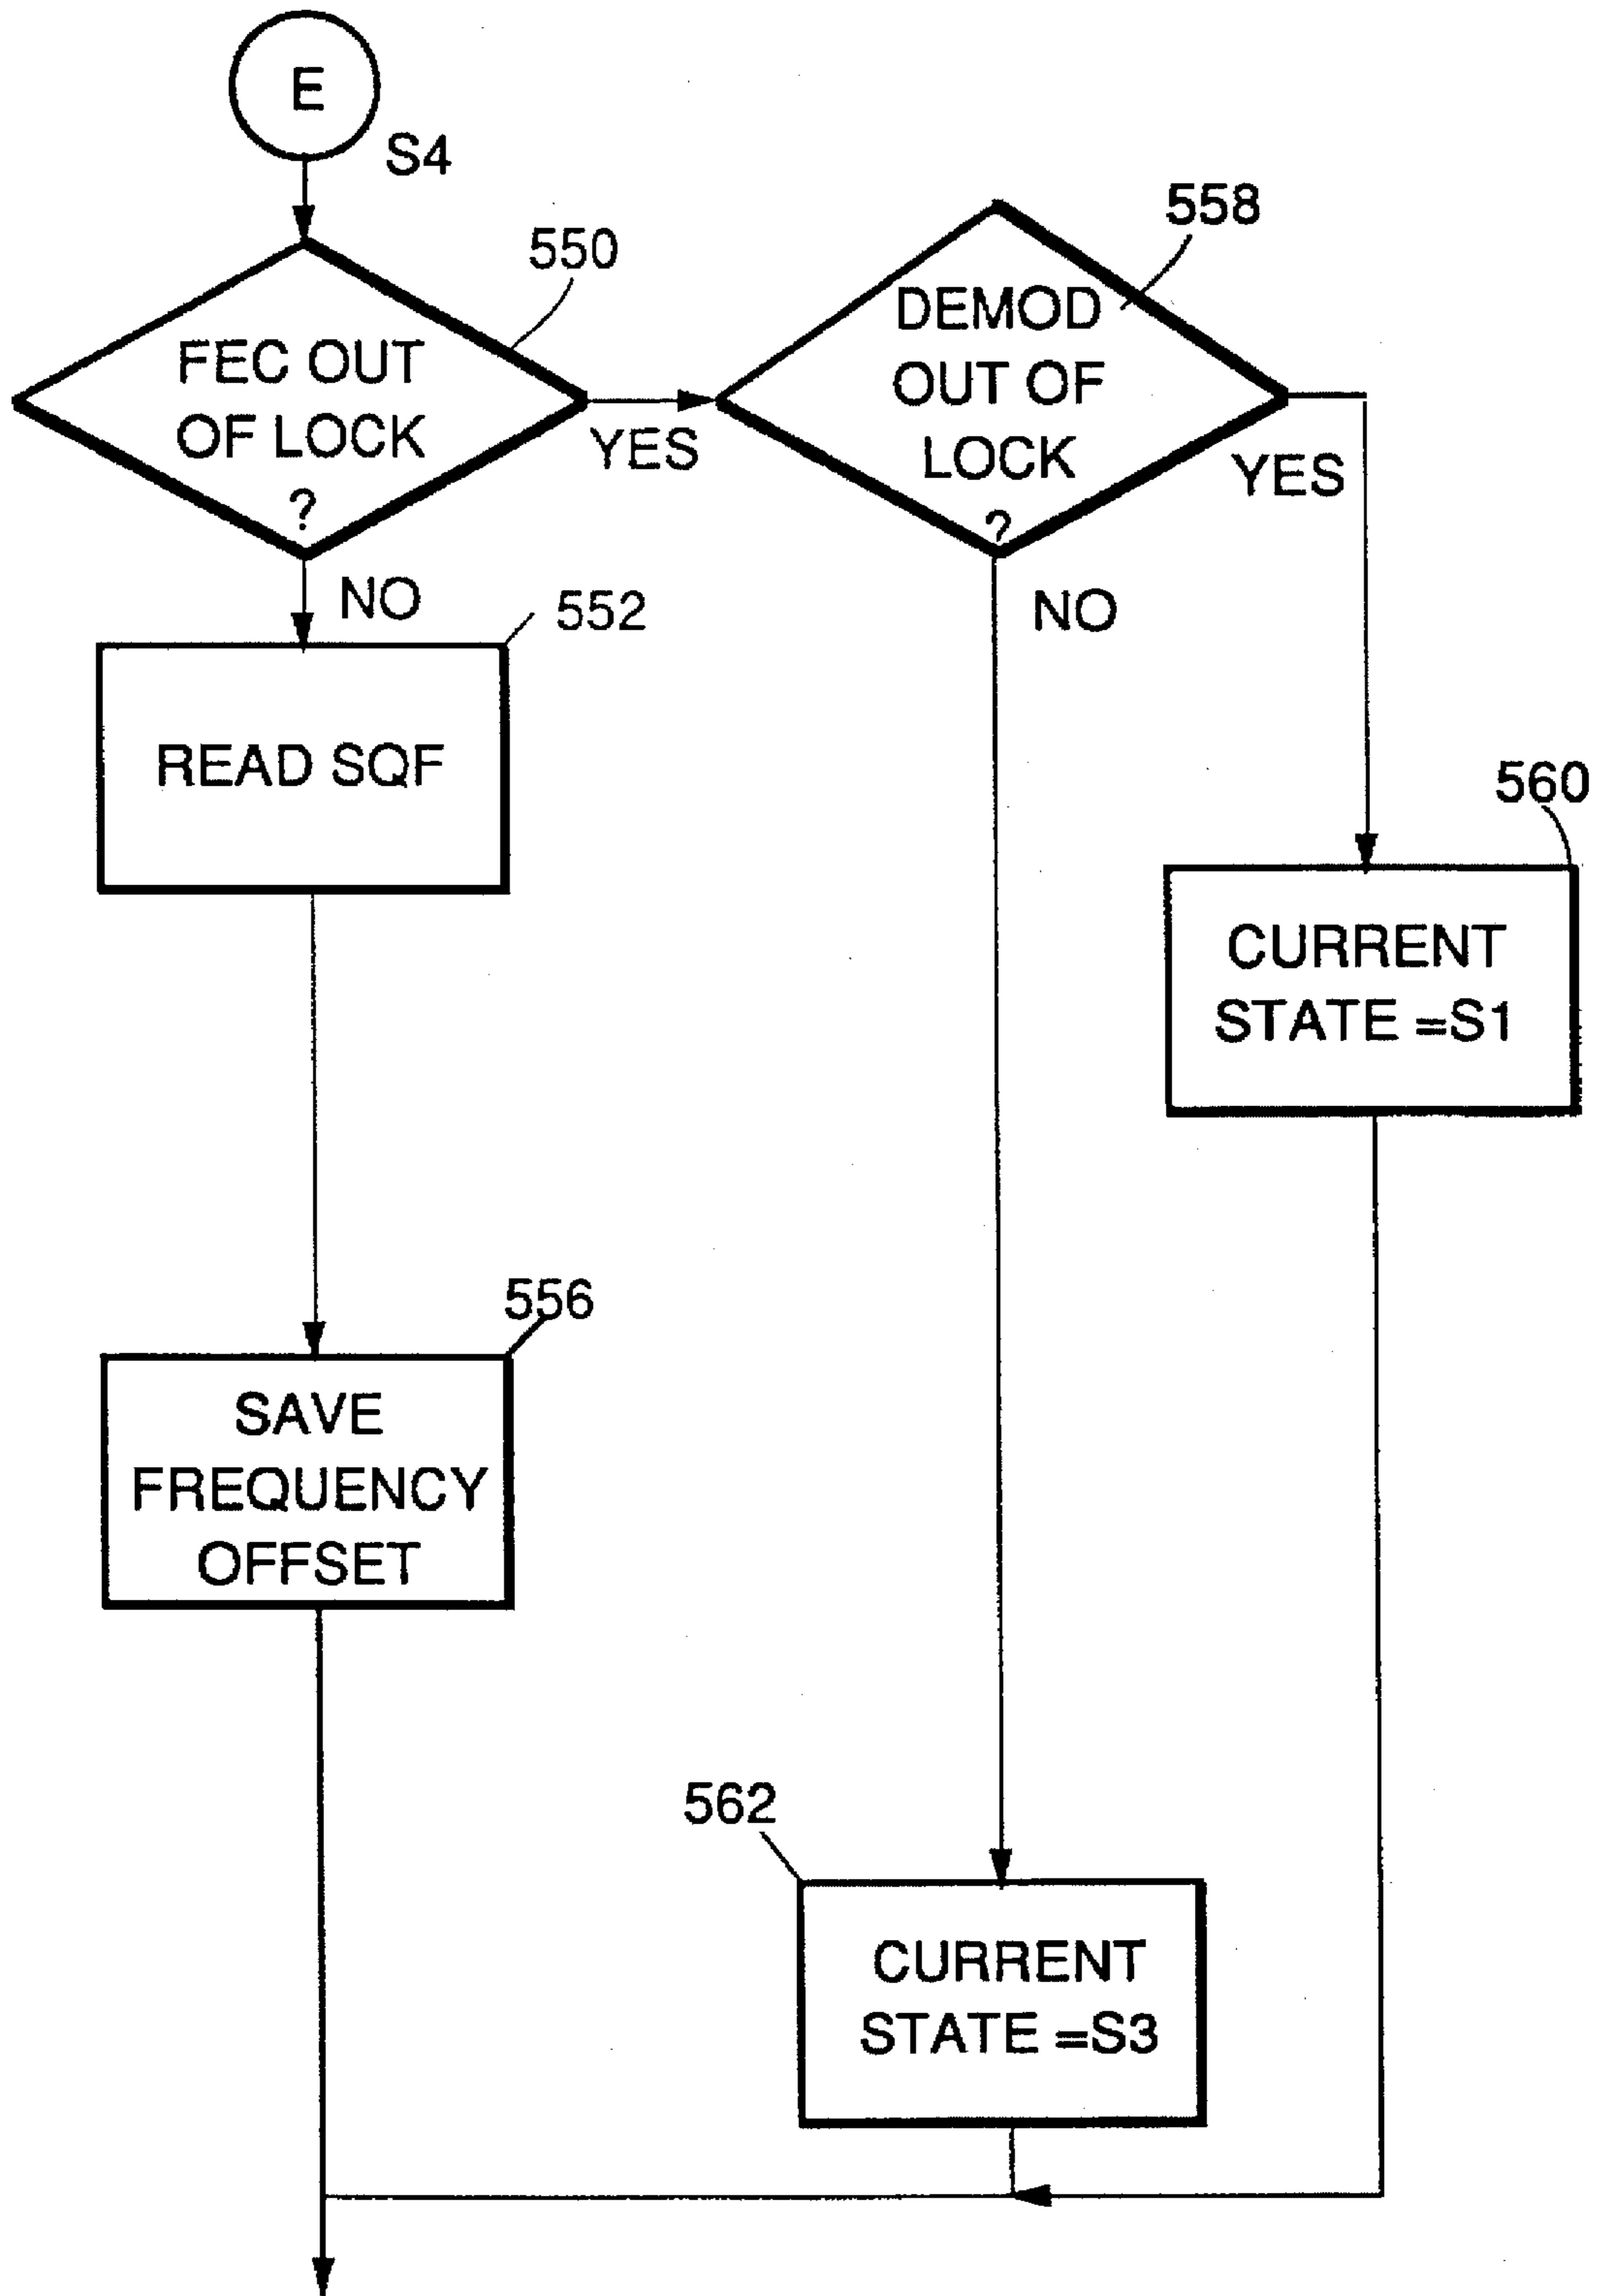 E
S4
550
FEC OUT
OF LOCK
?
YES
NO
558
DEMOD
OUT OF
LOCK
?
YES
NO
552
READ SQF
560
CURRENT
STATE =S1
556
SAVE
FREQUENCY
OFFSET
562
CURRENT
STATE =S3